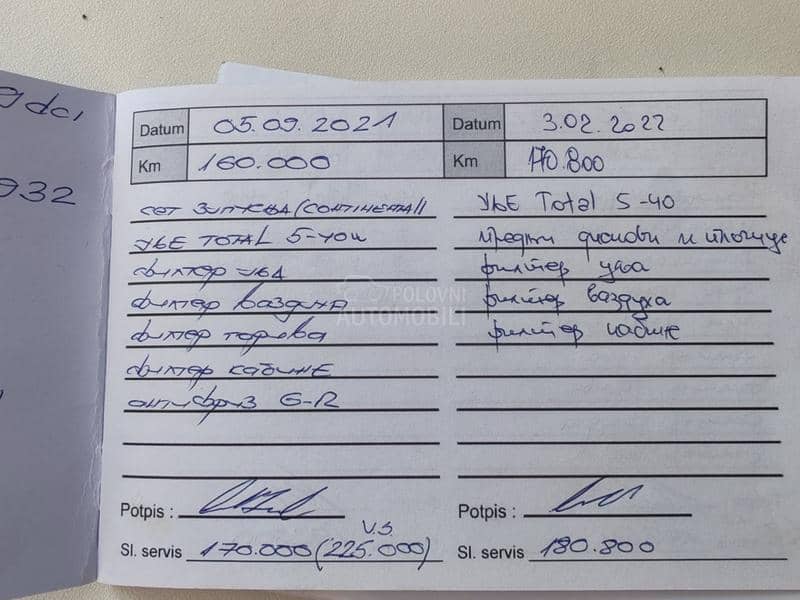 9dci
932
Datum 05.09.2021
Km 160.000
сет зупчева (CONTINENTAL)
уље TOTAL 5-40W
филтер уља
филтер ваздуха
филтер горива
филтер кабине
антифриз G-12
Potpis :
V.S.
Sl. servis 170.000 (225.000)
Datum 3.02.2022
Km 170.800
уље Total 5-40
предњи дискови и плочице
филтер уља
филтер ваздуха
филтер кабине
Potpis :
Sl. servis 180.800
POLOVNI
AUTOMOBILI